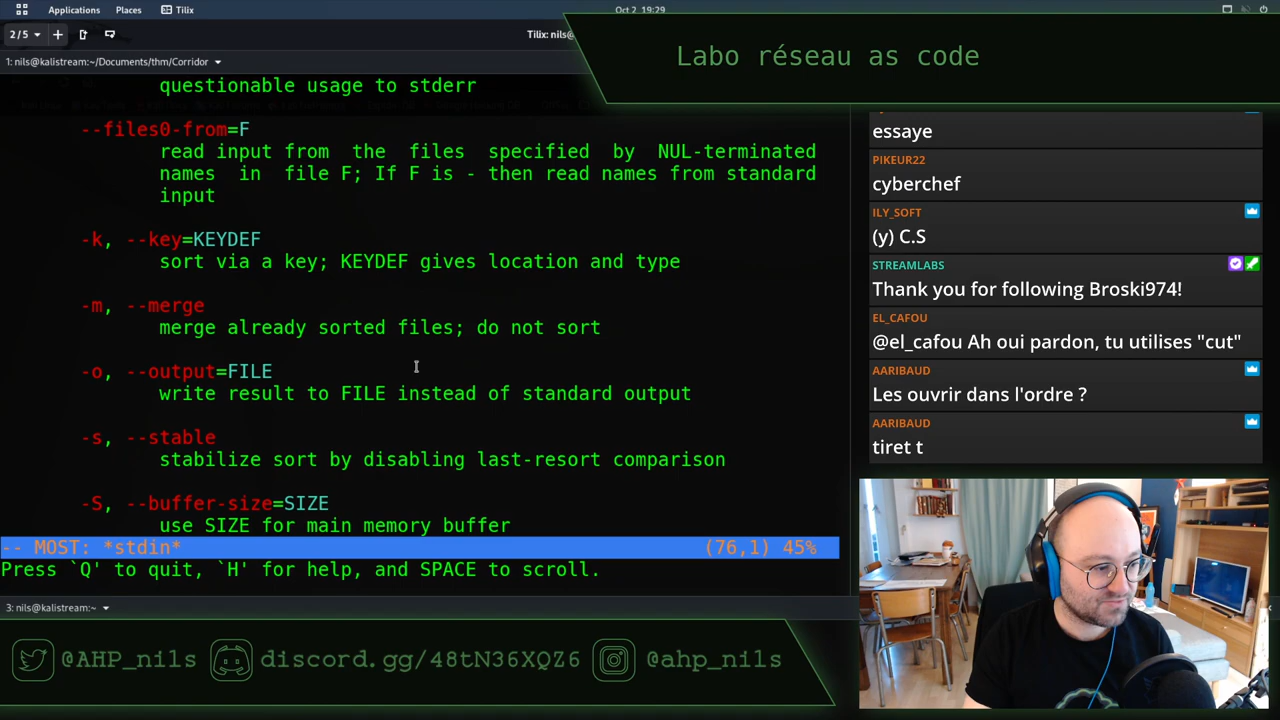 Applications Places Tilix
Oct 2 19:29
2/5
Tilix: nils@
Labo réseau as code
1: nils@kalistream:~/Documents/thm/Corridor
questionable usage to stderr
--files0-from=F
read input from the files specified by NUL-terminated
names in file F; If F is - then read names from standard
input
-k, --key=KEYDEF
sort via a key; KEYDEF gives location and type
-m, --merge
merge already sorted files; do not sort
-o, --output=FILE
write result to FILE instead of standard output
-s, --stable
stabilize sort by disabling last-resort comparison
-S, --buffer-size=SIZE
use SIZE for main memory buffer
-- MOST: *stdin* (76,1) 45%
Press `Q' to quit, `H' for help, and SPACE to scroll.
3: nils@kalistream:~
essaye
PIKEUR22
cyberchef
ILY_SOFT
(y) C.S
STREAMLABS
Thank you for following Broski974!
EL_CAFOU
@el_cafou Ah oui pardon, tu utilises "cut"
AARIBAUD
Les ouvrir dans l'ordre ?
AARIBAUD
tiret t
@AHP_nils discord.gg/48tN36XQZ6 @ahp_nils